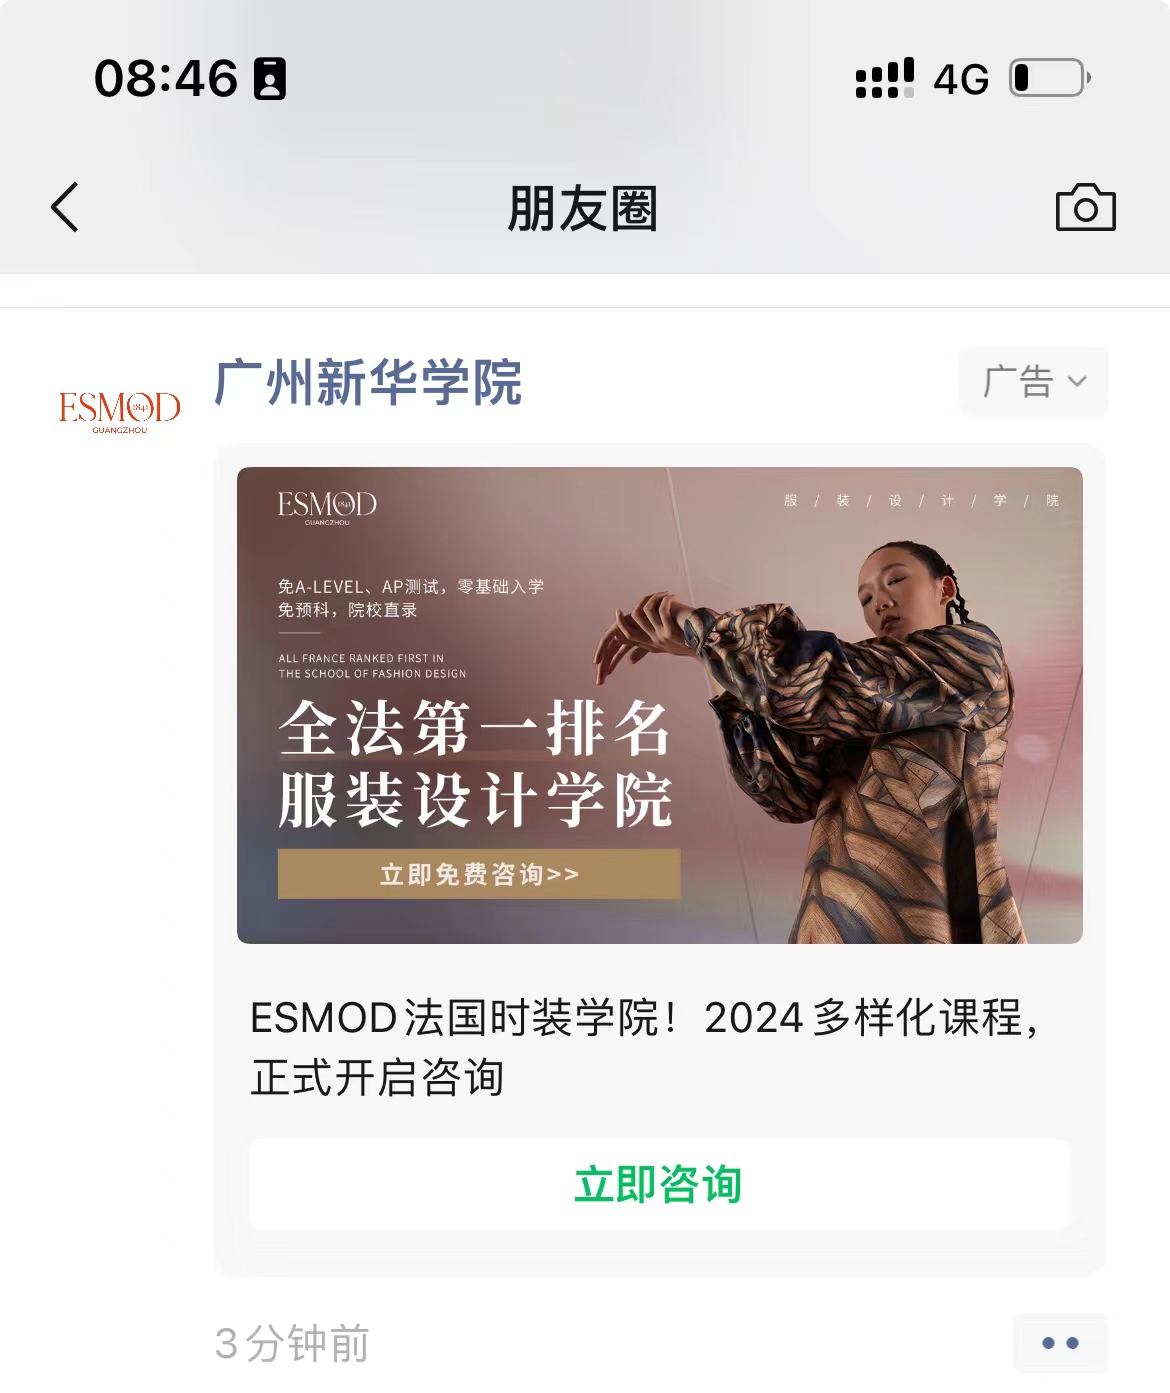 08:46
4G
朋友圈
ESMOD
1841
GUANGZHOU
广州新华学院
广告
ESMOD
1841
GUANGZHOU
服 / 装 / 设 / 计 / 学 / 院
免A-LEVEL、AP测试，零基础入学
免预科，院校直录
ALL FRANCE RANKED FIRST IN
THE SCHOOL OF FASHION DESIGN
全法第一排名
服装设计学院
立即免费咨询>>
ESMOD法国时装学院！2024多样化课程，
正式开启咨询
立即咨询
3分钟前